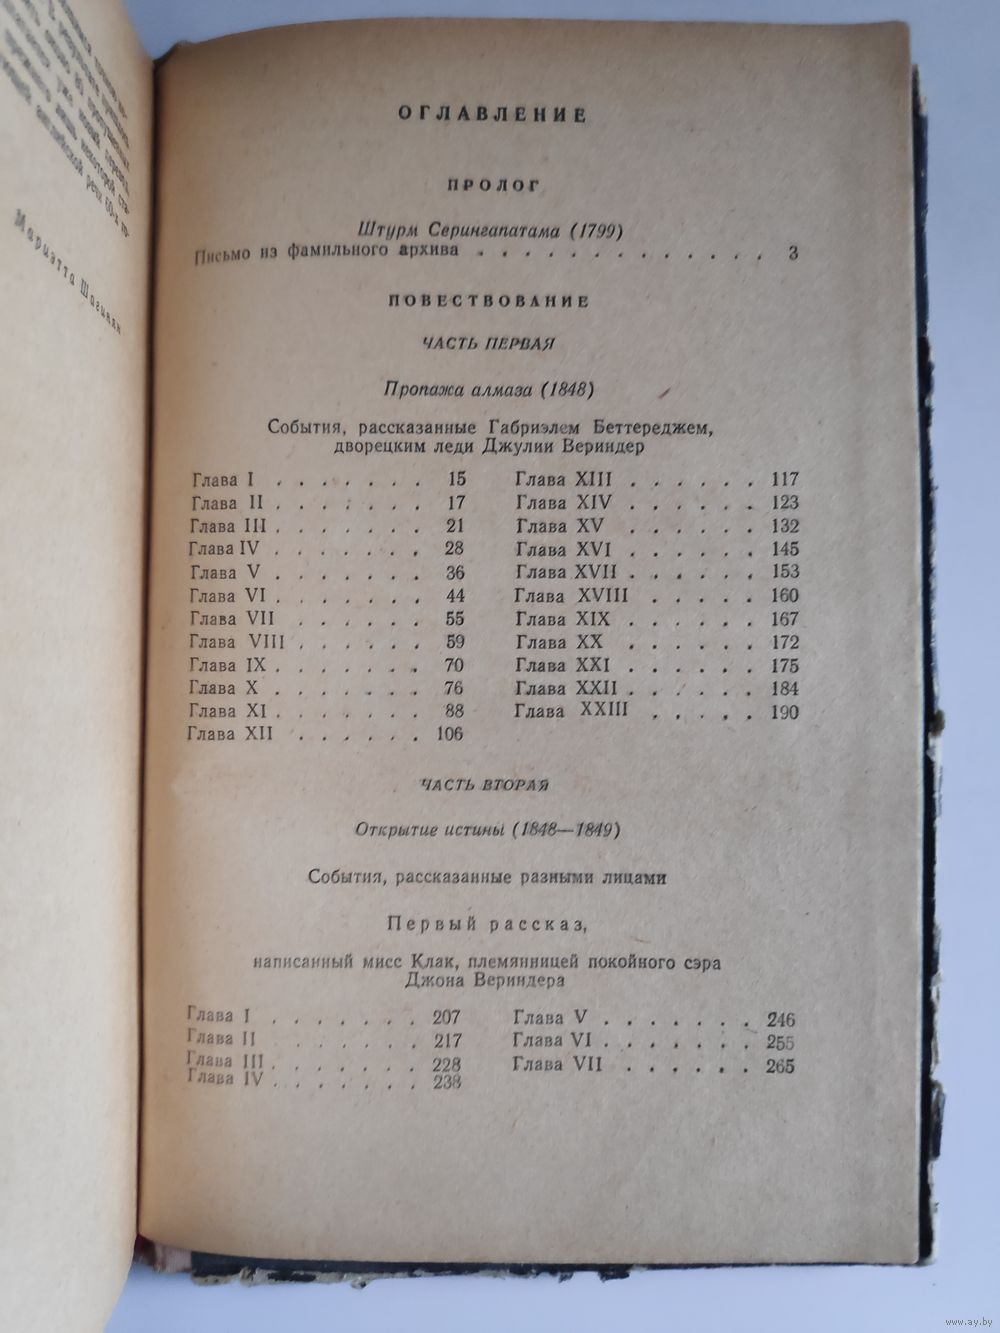 Мариэтта Шагинян
ОГЛАВЛЕНИЕ
ПРОЛОГ
Штурм Серингапатама (1799)
Письмо из фамильного архива . . . . . . . . . . . . . 3
ПОВЕСТВОВАНИЕ
ЧАСТЬ ПЕРВАЯ
Пропажа алмаза (1848)
События, рассказанные Габриэлем Беттереджем,
дворецким леди Джулии Вериндер
Глава I . . . . . . . 15
Глава II . . . . . . . 17
Глава III . . . . . . . 21
Глава IV . . . . . . . 28
Глава V . . . . . . . 36
Глава VI . . . . . . . 44
Глава VII . . . . . . 55
Глава VIII . . . . . . 59
Глава IX . . . . . . . 70
Глава X . . . . . . . 76
Глава XI . . . . . . . 88
Глава XII . . . . . . 106
Глава XIII . . . . . . 117
Глава XIV . . . . . . 123
Глава XV . . . . . . 132
Глава XVI . . . . . . 145
Глава XVII . . . . . . 153
Глава XVIII . . . . . 160
Глава XIX . . . . . . 167
Глава XX . . . . . . 172
Глава XXI . . . . . . 175
Глава XXII . . . . . . 184
Глава XXIII . . . . . 190
ЧАСТЬ ВТОРАЯ
Открытие истины (1848—1849)
События, рассказанные разными лицами
Первый рассказ,
написанный мисс Клак, племянницей покойного сэра
Джона Вериндера
Глава I . . . . . . . 207
Глава II . . . . . . . 217
Глава III . . . . . . . 228
Глава IV . . . . . . . 238
Глава V . . . . . . . 246
Глава VI . . . . . . . 255
Глава VII . . . . . . 265
www.ay.by